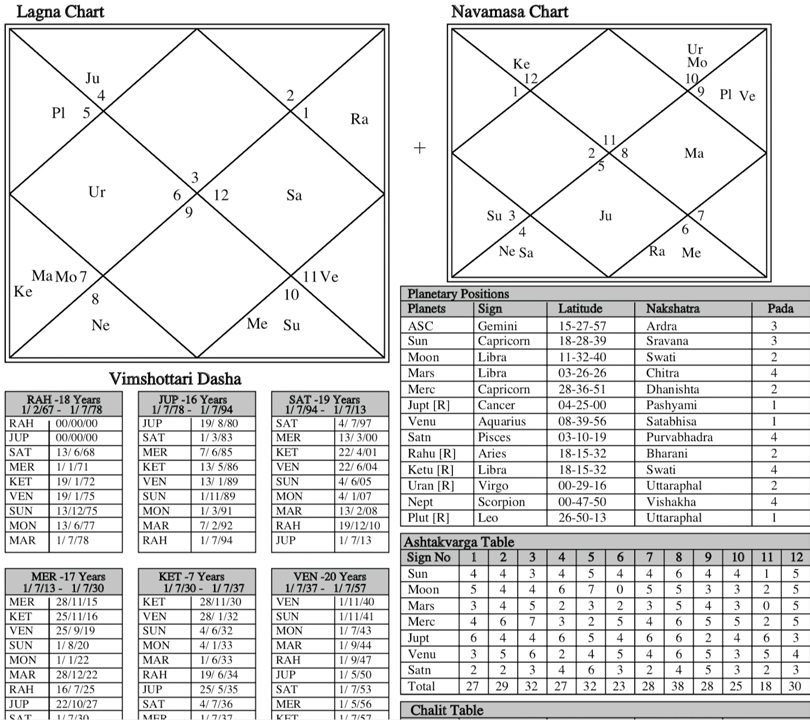 Lagna Chart
Ju
4
Pl 5
2
1
Ra
3
Ur
6 12
Sa
9
Ma Mo 7
Ke
8
Ne
11 Ve
10
Me Su
Navamasa Chart
Ke
12
1
Ur
Mo
10
9 Pl Ve
+
11
2 8
5
Ma
Su 3
4
Ne Sa
Ju
7
6
Ra Me
Vimshottari Dasha
RAH -18 Years
1/ 2/67 - 1/ 7/78
RAH 00/00/00
JUP 00/00/00
SAT 13/ 6/68
MER 1/ 1/71
KET 19/ 1/72
VEN 19/ 1/75
SUN 13/12/75
MON 13/ 6/77
MAR 1/ 7/78
JUP -16 Years
1/ 7/78 - 1/ 7/94
JUP 19/ 8/80
SAT 1/ 3/83
MER 7/ 6/85
KET 13/ 5/86
VEN 13/ 1/89
SUN 1/11/89
MON 1/ 3/91
MAR 7/ 2/92
RAH 1/ 7/94
SAT -19 Years
1/ 7/94 - 1/ 7/13
SAT 4/ 7/97
MER 13/ 3/00
KET 22/ 4/01
VEN 22/ 6/04
SUN 4/ 6/05
MON 4/ 1/07
MAR 13/ 2/08
RAH 19/12/10
JUP 1/ 7/13
MER -17 Years
1/ 7/13 - 1/ 7/30
MER 28/11/15
KET 25/11/16
VEN 25/ 9/19
SUN 1/ 8/20
MON 1/ 1/22
MAR 28/12/22
RAH 16/ 7/25
JUP 22/10/27
SAT 1/ 7/30
KET -7 Years
1/ 7/30 - 1/ 7/37
KET 28/11/30
VEN 28/ 1/32
SUN 4/ 6/32
MON 4/ 1/33
MAR 1/ 6/33
RAH 19/ 6/34
JUP 25/ 5/35
SAT 4/ 7/36
MER 1/ 7/37
VEN -20 Years
1/ 7/37 - 1/ 7/57
VEN 1/11/40
SUN 1/11/41
MON 1/ 7/43
MAR 1/ 9/44
RAH 1/ 9/47
JUP 1/ 5/50
SAT 1/ 7/53
MER 1/ 5/56
KET 1/ 7/57
Planetary Positions
Planets Sign Latitude Nakshatra Pada
ASC Gemini 15-27-57 Ardra 3
Sun Capricorn 18-28-39 Sravana 3
Moon Libra 11-32-40 Swati 2
Mars Libra 03-26-26 Chitra 4
Merc Capricorn 28-36-51 Dhanishta 2
Jupt [R] Cancer 04-25-00 Pashyami 1
Venu Aquarius 08-39-56 Satabhisa 1
Satn Pisces 03-10-19 Purvabhadra 4
Rahu [R] Aries 18-15-32 Bharani 2
Ketu [R] Libra 18-15-32 Swati 4
Uran [R] Virgo 00-29-16 Uttaraphal 2
Nept Scorpion 00-47-50 Vishakha 4
Plut [R] Leo 26-50-13 Uttaraphal 1
Ashtakvarga Table
Sign No 1 2 3 4 5 6 7 8 9 10 11 12
Sun 4 4 3 4 5 4 4 6 4 4 1 5
Moon 5 4 4 6 7 0 5 5 3 3 2 5
Mars 3 4 5 2 3 2 3 5 4 3 0 5
Merc 4 6 7 3 2 5 4 6 5 5 2 5
Jupt 6 4 4 6 5 4 6 6 2 4 6 3
Venu 3 5 6 2 4 5 4 6 5 3 5 4
Satn 2 2 3 4 6 3 2 4 5 3 2 3
Total 27 29 32 27 32 23 28 38 28 25 18 30
Chalit Table